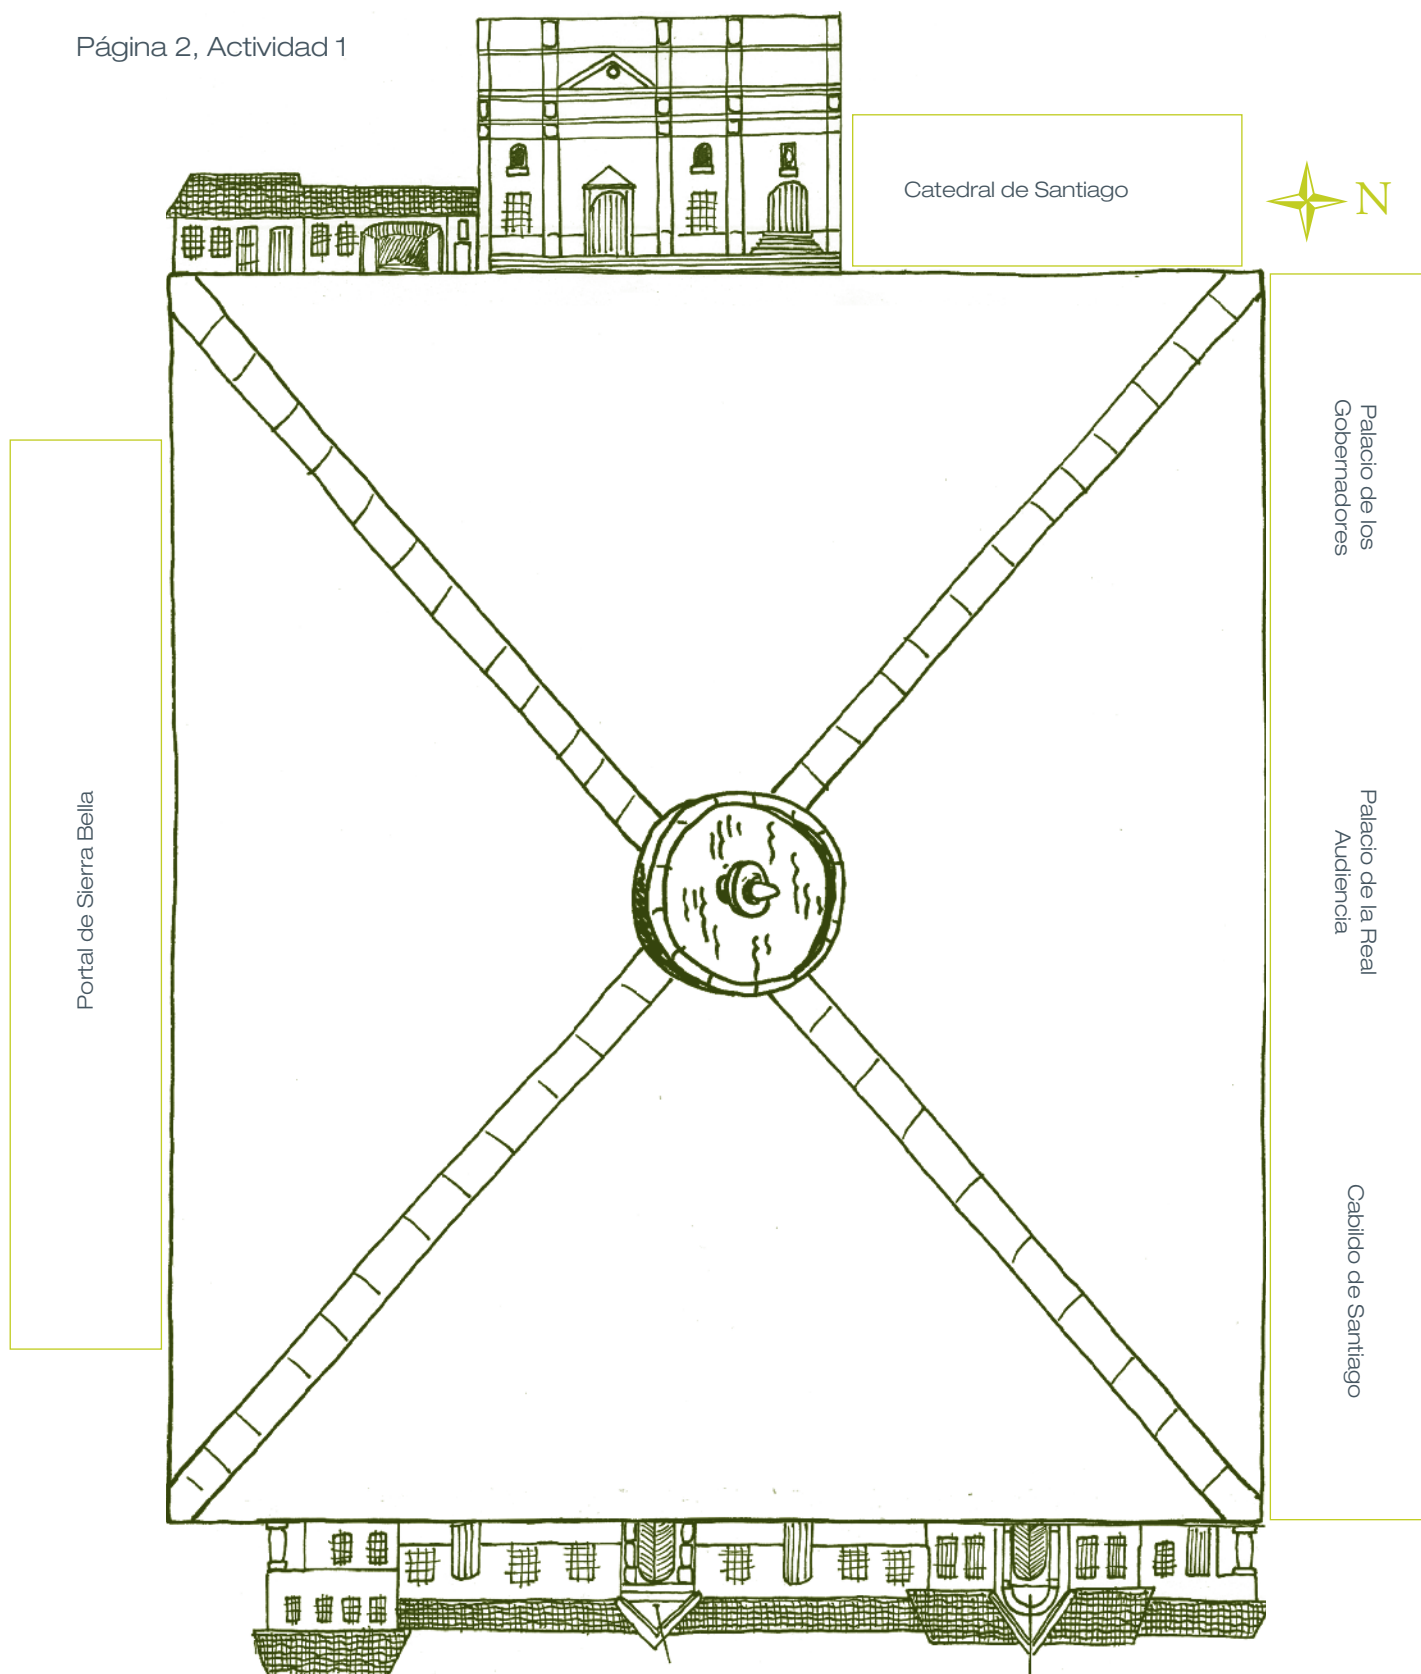 Página 2, Actividad 1
Catedral de Santiago
N
Palacio de los
Gobernadores
Portal de Sierra Bella
Palacio de la Real
Audiencia
Cabildo de Santiago